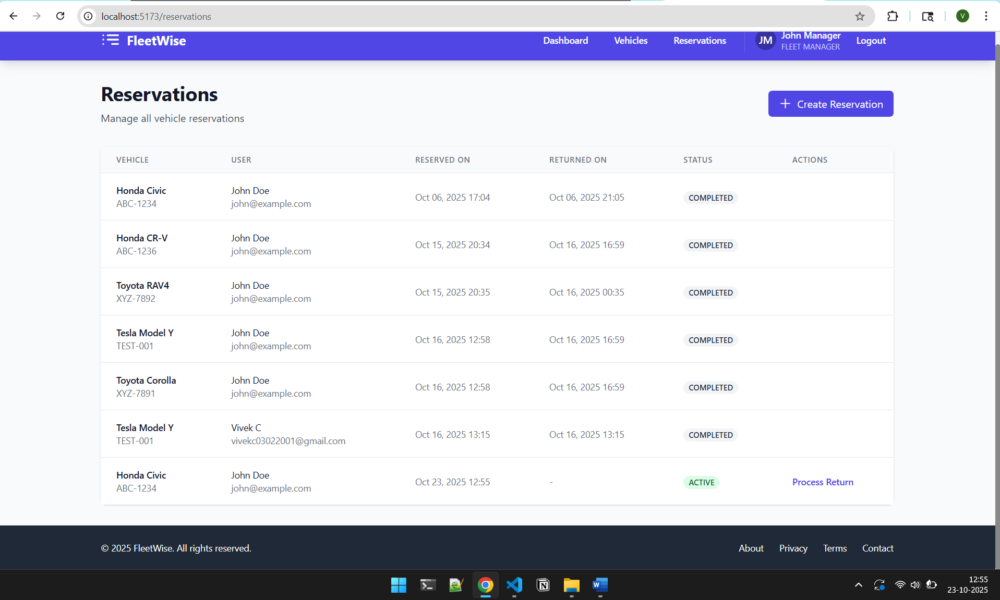 localhost:5173/reservations
V
FleetWise
Dashboard
Vehicles
Reservations
JM
John Manager
FLEET MANAGER
Logout
Reservations
Manage all vehicle reservations
Create Reservation
VEHICLE USER RESERVED ON RETURNED ON STATUS ACTIONS
Honda Civic
ABC-1234
John Doe
john@example.com
Oct 06, 2025 17:04
Oct 06, 2025 21:05
COMPLETED
Honda CR-V
ABC-1236
John Doe
john@example.com
Oct 15, 2025 20:34
Oct 16, 2025 16:59
COMPLETED
Toyota RAV4
XYZ-7892
John Doe
john@example.com
Oct 15, 2025 20:35
Oct 16, 2025 00:35
COMPLETED
Tesla Model Y
TEST-001
John Doe
john@example.com
Oct 16, 2025 12:58
Oct 16, 2025 16:59
COMPLETED
Toyota Corolla
XYZ-7891
John Doe
john@example.com
Oct 16, 2025 12:58
Oct 16, 2025 16:59
COMPLETED
Tesla Model Y
TEST-001
Vivek C
vivekc03022001@gmail.com
Oct 16, 2025 13:15
Oct 16, 2025 13:15
COMPLETED
Honda Civic
ABC-1234
John Doe
john@example.com
Oct 23, 2025 12:55
-
ACTIVE
Process Return
© 2025 FleetWise. All rights reserved.
About
Privacy
Terms
Contact
12:55
23-10-2025